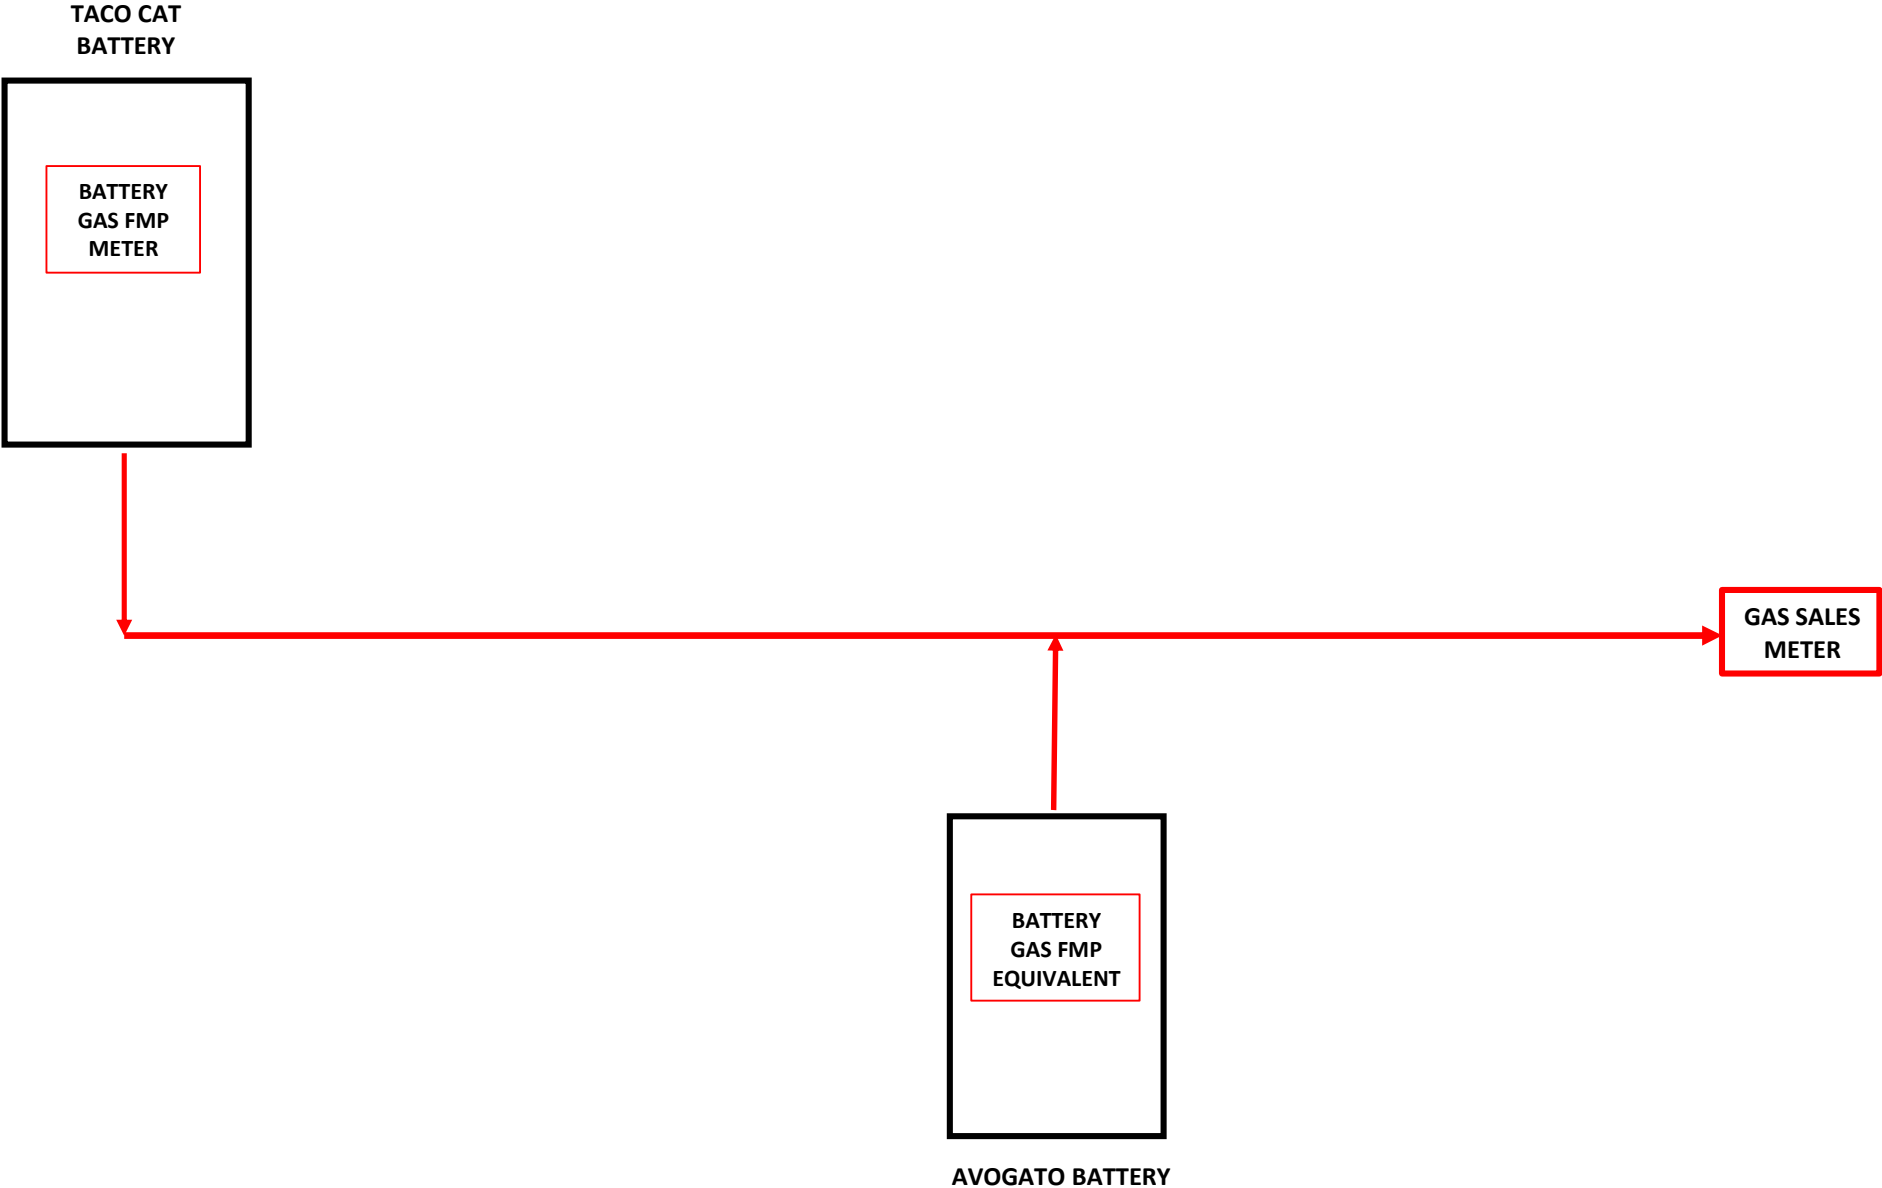 TACO CAT
BATTERY
BATTERY
GAS FMP
METER
GAS SALES
METER
BATTERY
GAS FMP
EQUIVALENT
AVOGATO BATTERY